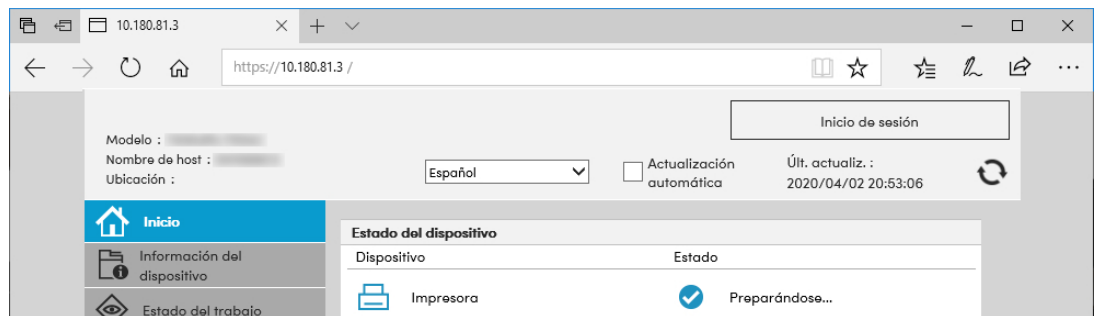 10.180.81.3
https://10.180.81.3 /
Inicio de sesión
Modelo :
Nombre de host :
Ubicación :
Español
Actualización
automática
Últ. actualiz. :
2020/04/02 20:53:06
Inicio
Información del
dispositivo
Estado del trabajo
Estado del dispositivo
Dispositivo Estado
Impresora Preparándose...